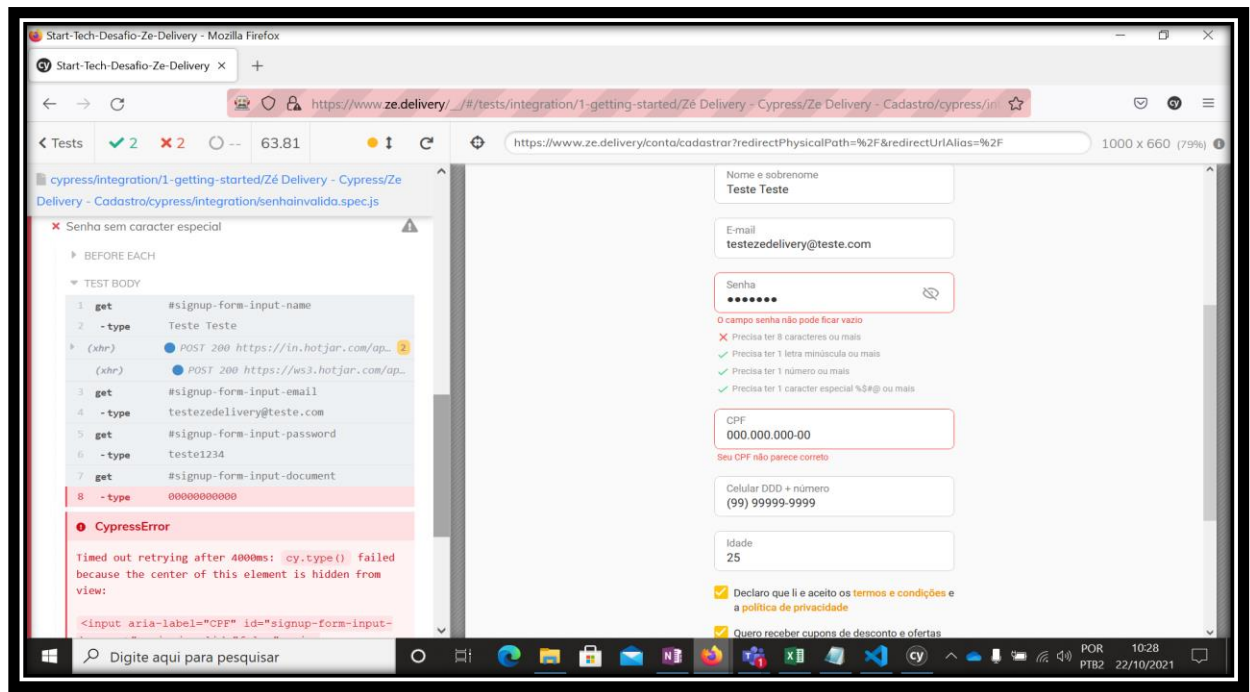 Start-Tech-Desafio-Ze-Delivery - Mozilla Firefox
Start-Tech-Desafio-Ze-Delivery
https://www.ze.delivery/__/#/tests/integration/1-getting-started/Zé Delivery - Cypress/Ze Delivery - Cadastro/cypress/in
< Tests 2 2 -- 63.81
https://www.ze.delivery/conta/cadastrar?redirectPhysicalPath=%2F&redirectUrlAlias=%2F
1000 x 660 (79%)
cypress/integration/1-getting-started/Zé Delivery - Cypress/Ze
Delivery - Cadastro/cypress/integration/senhainvalida.spec.js
Senha sem caracter especial
BEFORE EACH
TEST BODY
1 get #signup-form-input-name
2 -type Teste Teste
(xhr) POST 200 https://in.hotjar.com/ap… 2
(xhr) POST 200 https://ws3.hotjar.com/ap…
3 get #signup-form-input-email
4 -type testezedelivery@teste.com
5 get #signup-form-input-password
6 -type teste1234
7 get #signup-form-input-document
8 -type 00000000000
CypressError
Timed out retrying after 4000ms: cy.type() failed
because the center of this element is hidden from
view:
<input aria-label="CPF" id="signup-form-input-
Nome e sobrenome
Teste Teste
E-mail
testezedelivery@teste.com
Senha
•••••••
O campo senha não pode ficar vazio
Precisa ter 8 caracteres ou mais
Precisa ter 1 letra minúscula ou mais
Precisa ter 1 número ou mais
Precisa ter 1 caracter especial %$#@ ou mais
CPF
000.000.000-00
Seu CPF não parece correto
Celular DDD + número
(99) 99999-9999
Idade
25
Declaro que li e aceito os termos e condições e
a política de privacidade
Quero receber cupons de desconto e ofertas
Digite aqui para pesquisar
POR 10:28
PTB2 22/10/2021